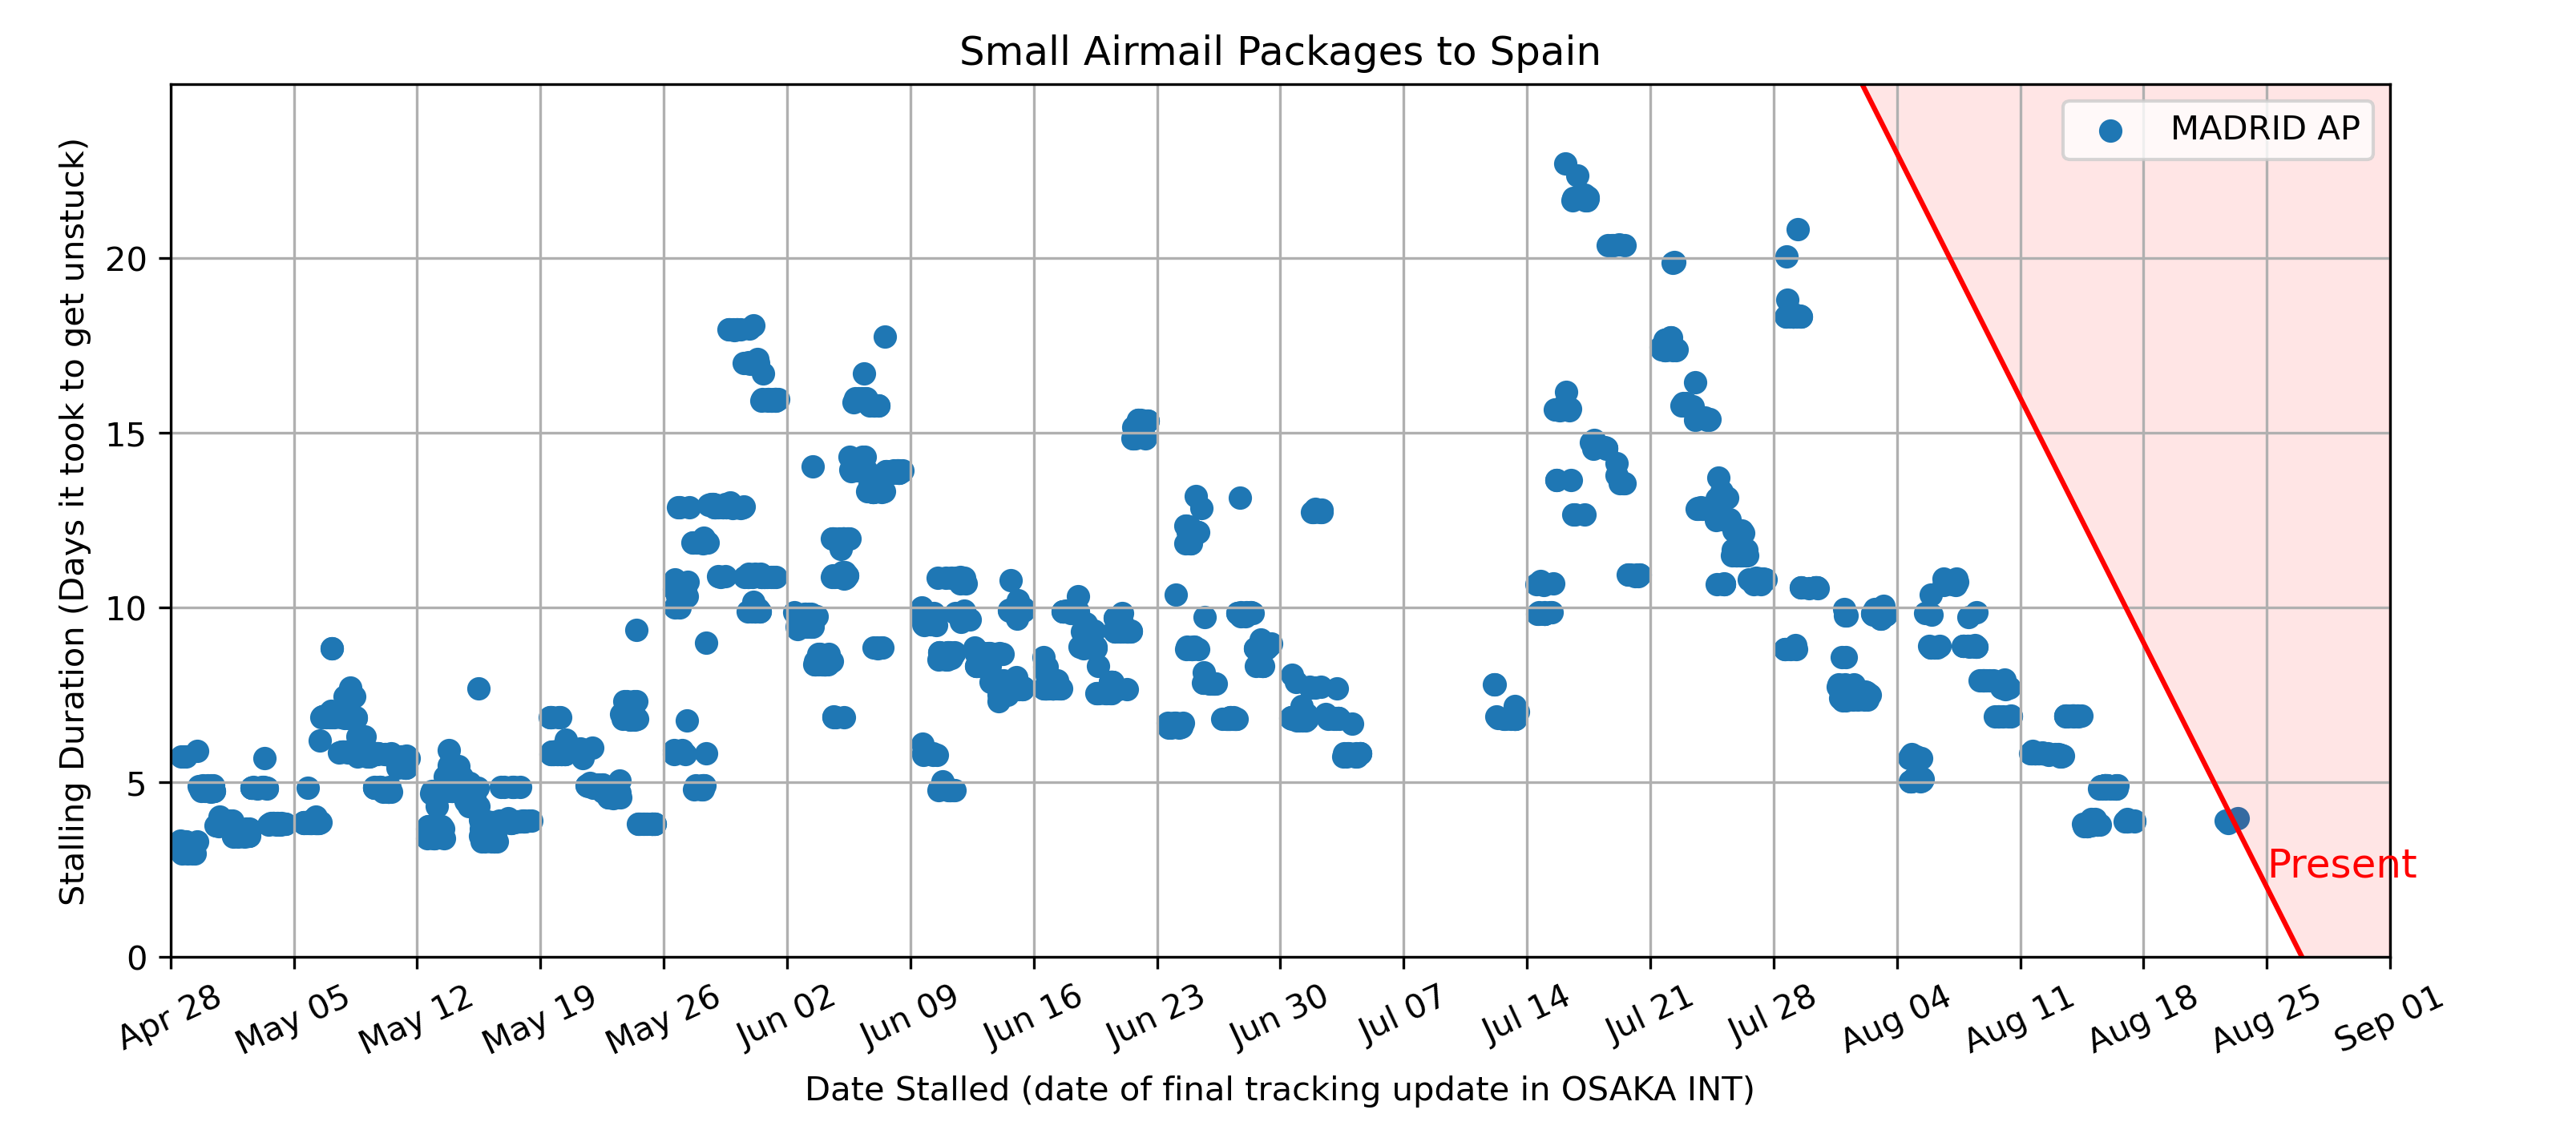 Small Airmail Packages to Spain
MADRID AP
Stalling Duration (Days it took to get unstuck)
20
15
10
5
0
Present
Apr 28 May 05 May 12 May 19 May 26 Jun 02 Jun 09 Jun 16 Jun 23 Jun 30 Jul 07 Jul 14 Jul 21 Jul 28 Aug 04 Aug 11 Aug 18 Aug 25 Sep 01
Date Stalled (date of final tracking update in OSAKA INT)